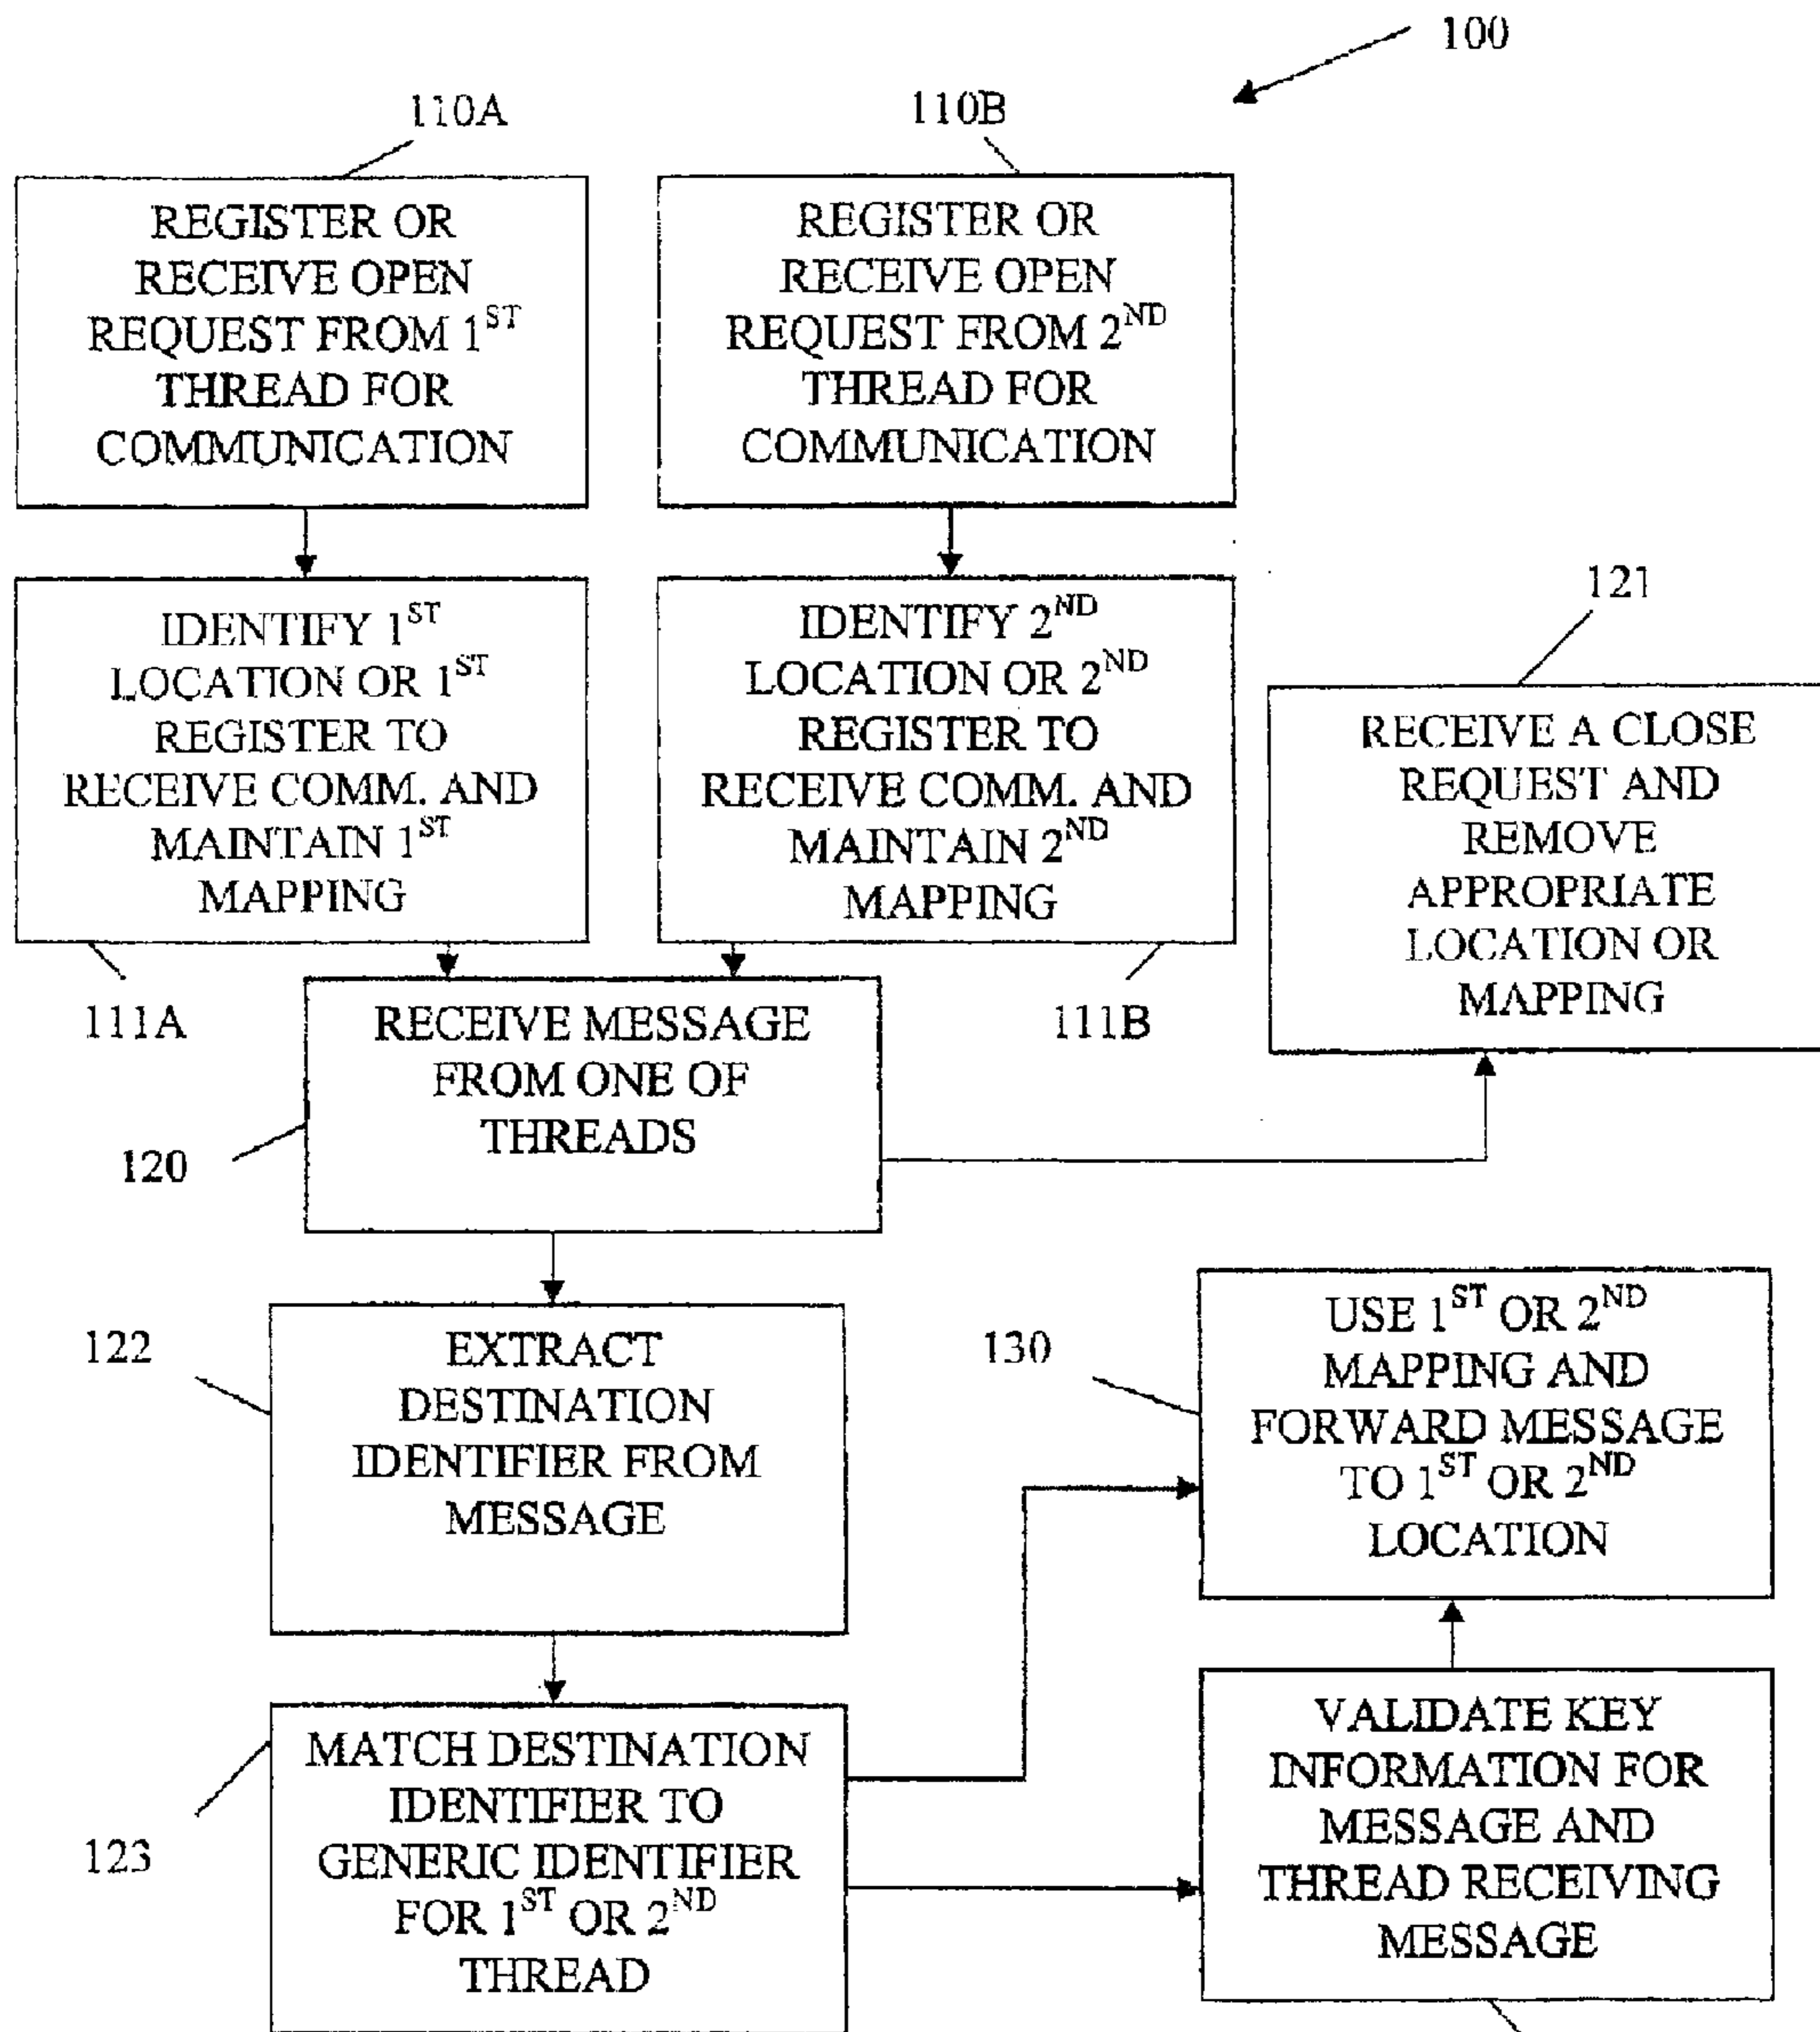 100
110A
110B
REGISTER OR
RECEIVE OPEN
REQUEST FROM 1ST
THREAD FOR
COMMUNICATION
REGISTER OR
RECEIVE OPEN
REQUEST FROM 2ND
THREAD FOR
COMMUNICATION
IDENTIFY 1ST
LOCATION OR 1ST
REGISTER TO
RECEIVE COMM. AND
MAINTAIN 1ST
MAPPING
111A
IDENTIFY 2ND
LOCATION OR 2ND
REGISTER TO
RECEIVE COMM. AND
MAINTAIN 2ND
MAPPING
111B
121
RECEIVE A CLOSE
REQUEST AND
REMOVE
APPROPRIATE
LOCATION OR
MAPPING
RECEIVE MESSAGE
FROM ONE OF
THREADS
120
122
EXTRACT
DESTINATION
IDENTIFIER FROM
MESSAGE
130
USE 1ST OR 2ND
MAPPING AND
FORWARD MESSAGE
TO 1ST OR 2ND
LOCATION
123
MATCH DESTINATION
IDENTIFIER TO
GENERIC IDENTIFIER
FOR 1ST OR 2ND
THREAD
VALIDATE KEY
INFORMATION FOR
MESSAGE AND
THREAD RECEIVING
MESSAGE